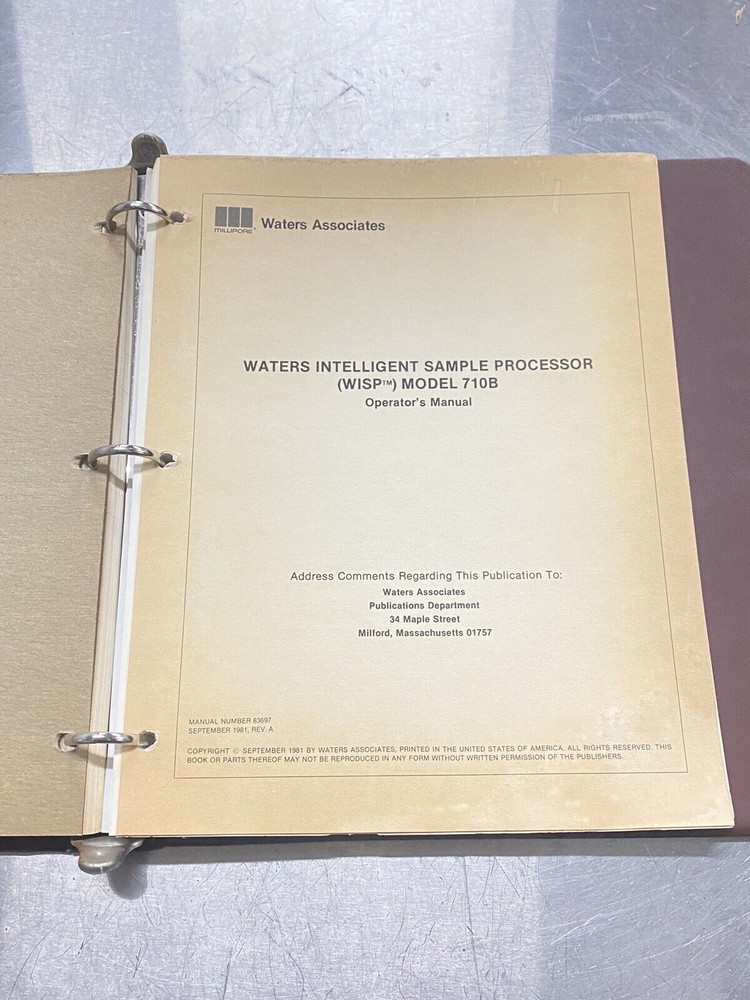 MILLIPORE
Waters Associates
WATERS INTELLIGENT SAMPLE PROCESSOR
(WISP™) MODEL 710B
Operator's Manual
Address Comments Regarding This Publication To:
Waters Associates
Publications Department
34 Maple Street
Milford, Massachusetts 01757
MANUAL NUMBER 83697
SEPTEMBER 1981, REV. A
COPYRIGHT © SEPTEMBER 1981 BY WATERS ASSOCIATES, PRINTED IN THE UNITED STATES OF AMERICA. ALL RIGHTS RESERVED. THIS
BOOK OR PARTS THEREOF MAY NOT BE REPRODUCED IN ANY FORM WITHOUT WRITTEN PERMISSION OF THE PUBLISHERS.